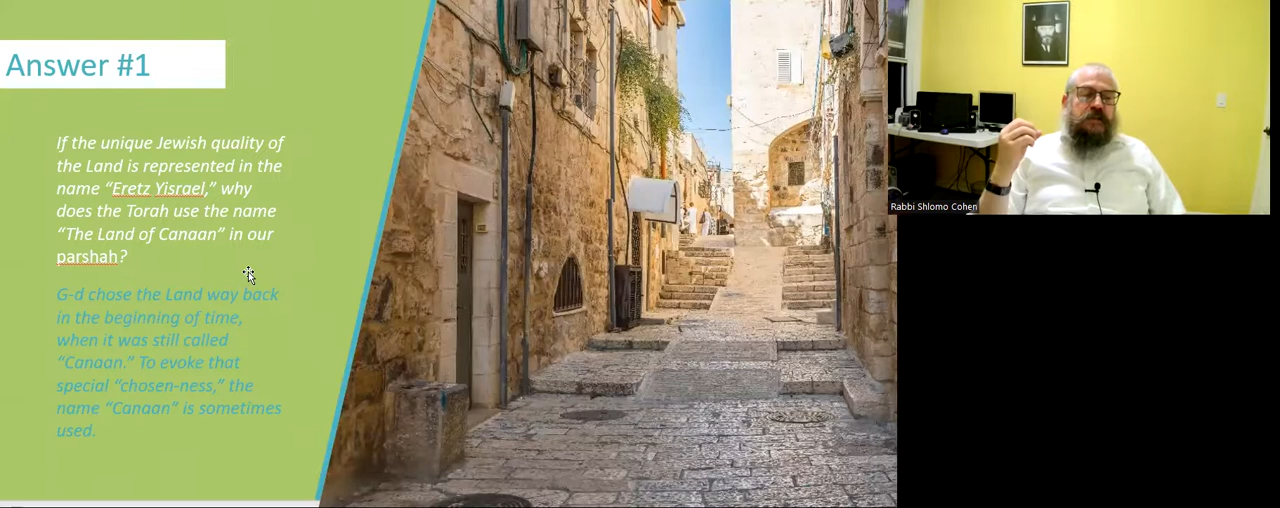 Answer #1
If the unique Jewish quality of
the Land is represented in the
name “Eretz Yisrael,” why
does the Torah use the name
“The Land of Canaan” in our
parshah?
G-d chose the Land way back
in the beginning of time,
when it was still called
“Canaan.” To evoke that
special “chosen-ness,” the
name “Canaan” is sometimes
used.
Rabbi Shlomo Cohen